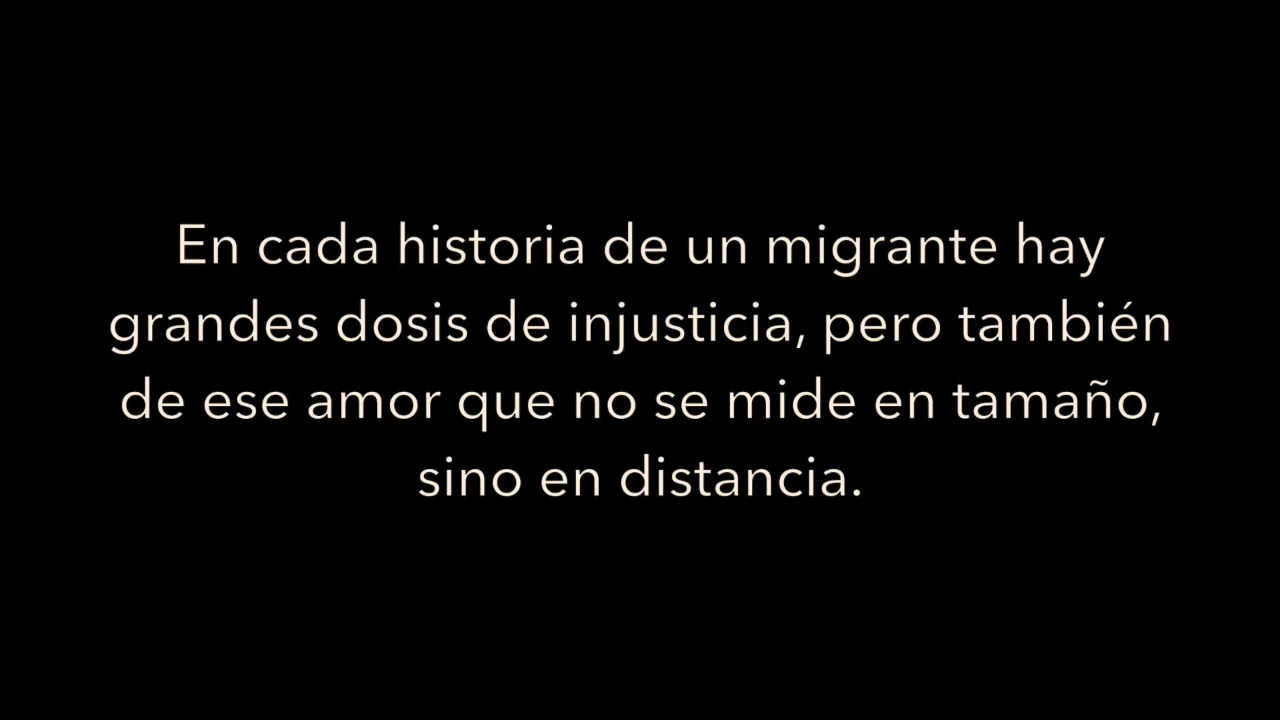 En cada historia de un migrante hay
grandes dosis de injusticia, pero también
de ese amor que no se mide en tamaño,
sino en distancia.